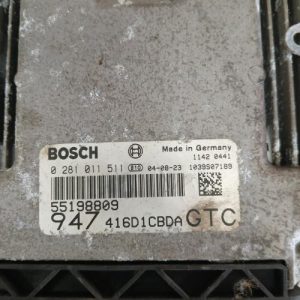 BOSCH Made in Germany
1142 0441
0 281 011 511 04-08-23 1039S07189
55198809
947 416D1CBDA GTC